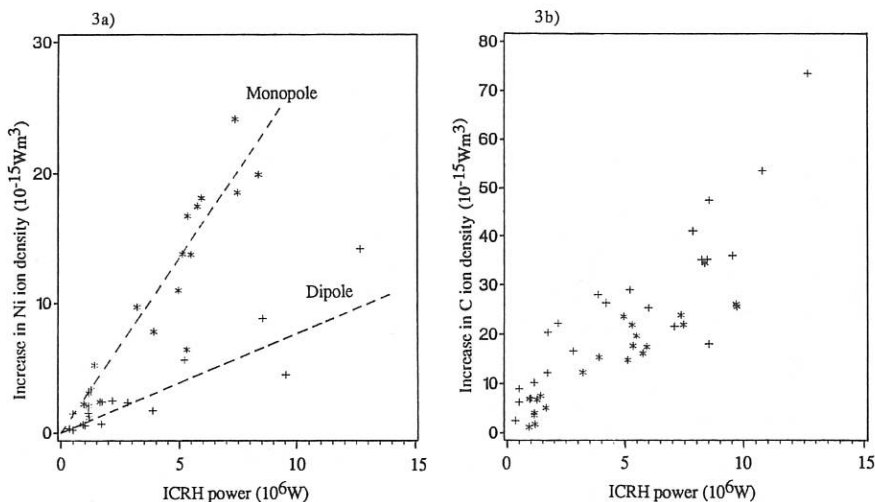 3a)
30
20
10
0
Increase in Ni ion density (10⁻¹⁵Wm³)
Monopole
Dipole
0 5 10 15
ICRH power (10⁶W)
3b)
80
70
60
50
40
30
20
10
0
Increase in C ion density (10⁻¹⁵Wm³)
0 5 10 15
ICRH power (10⁶W)